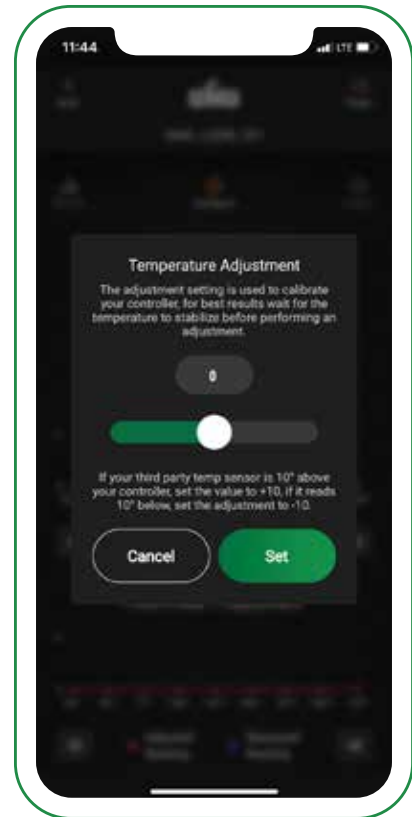 11:44
LTE
Temperature Adjustment
The adjustment setting is used to calibrate
your controller, for best results wait for the
temperature to stabilize before performing an
adjustment.
0
If your third party temp sensor is 10° above
your controller, set the value to +10, if it reads
10° below, set the adjustment to -10.
Cancel
Set